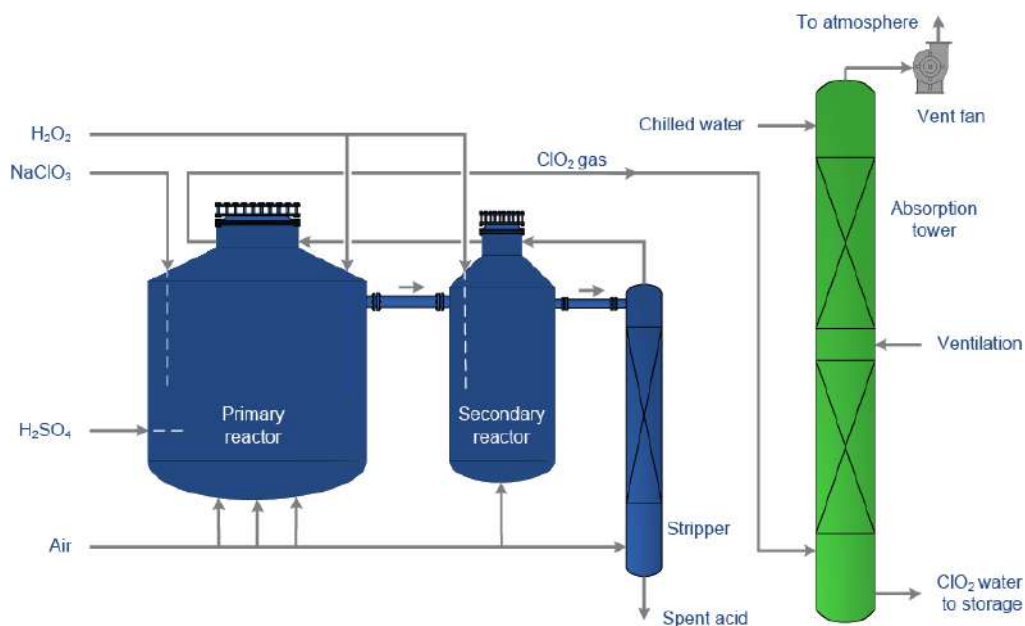 To atmosphere
Vent fan
H₂O₂
NaClO₃
Chilled water
ClO₂ gas
Absorption
tower
Ventilation
Primary
reactor
Secondary
reactor
H₂SO₄
Stripper
Air
Spent acid
ClO₂ water
to storage